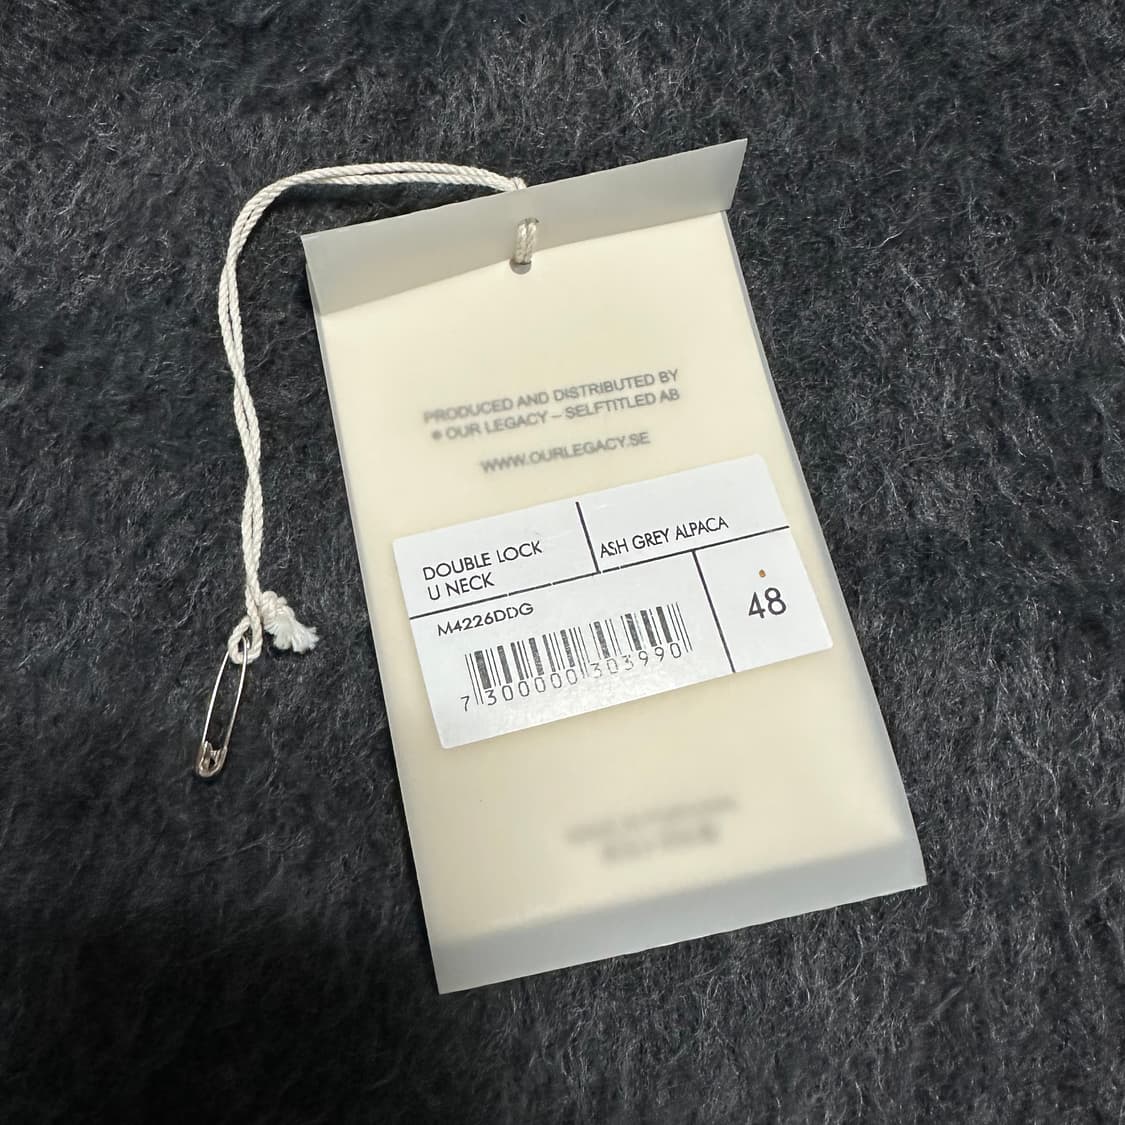 PRODUCED AND DISTRIBUTED BY
® OUR LEGACY – SELFTITLED AB
WWW.OURLEGACY.SE
DOUBLE LOCK
U NECK
ASH GREY ALPACA
M4226DDG
48
7 300000 303990